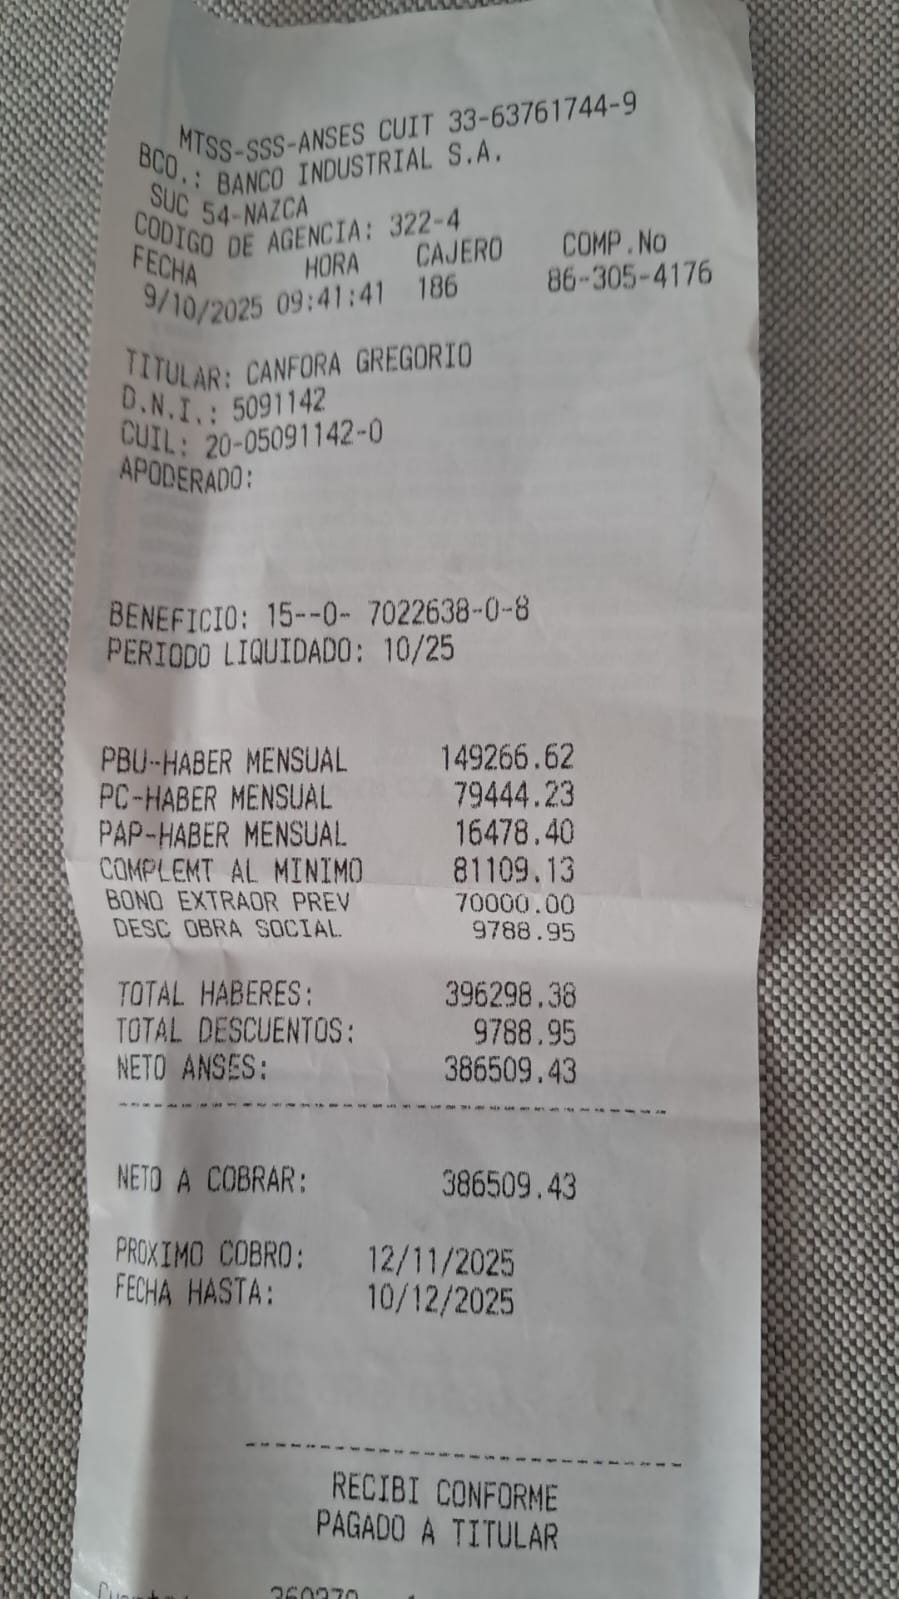 MTSS-SSS-ANSES CUIT 33-63761744-9
BCO.: BANCO INDUSTRIAL S.A.
SUC 54-NAZCA
CODIGO DE AGENCIA: 322-4
FECHA HORA CAJERO COMP.No
9/10/2025 09:41:41 186 86-305-4176
TITULAR: CANFORA GREGORIO
D.N.I.: 5091142
CUIL: 20-05091142-0
APODERADO:
BENEFICIO: 15--0- 7022638-0-8
PERIODO LIQUIDADO: 10/25
PBU-HABER MENSUAL 149266.62
PC-HABER MENSUAL 79444.23
PAP-HABER MENSUAL 16478.40
COMPLEMT AL MINIMO 81109.13
BONO EXTRAOR PREV 70000.00
DESC OBRA SOCIAL 9788.95
TOTAL HABERES: 396298.38
TOTAL DESCUENTOS: 9788.95
NETO ANSES: 386509.43
NETO A COBRAR: 386509.43
PROXIMO COBRO: 12/11/2025
FECHA HASTA: 10/12/2025
RECIBI CONFORME
PAGADO A TITULAR